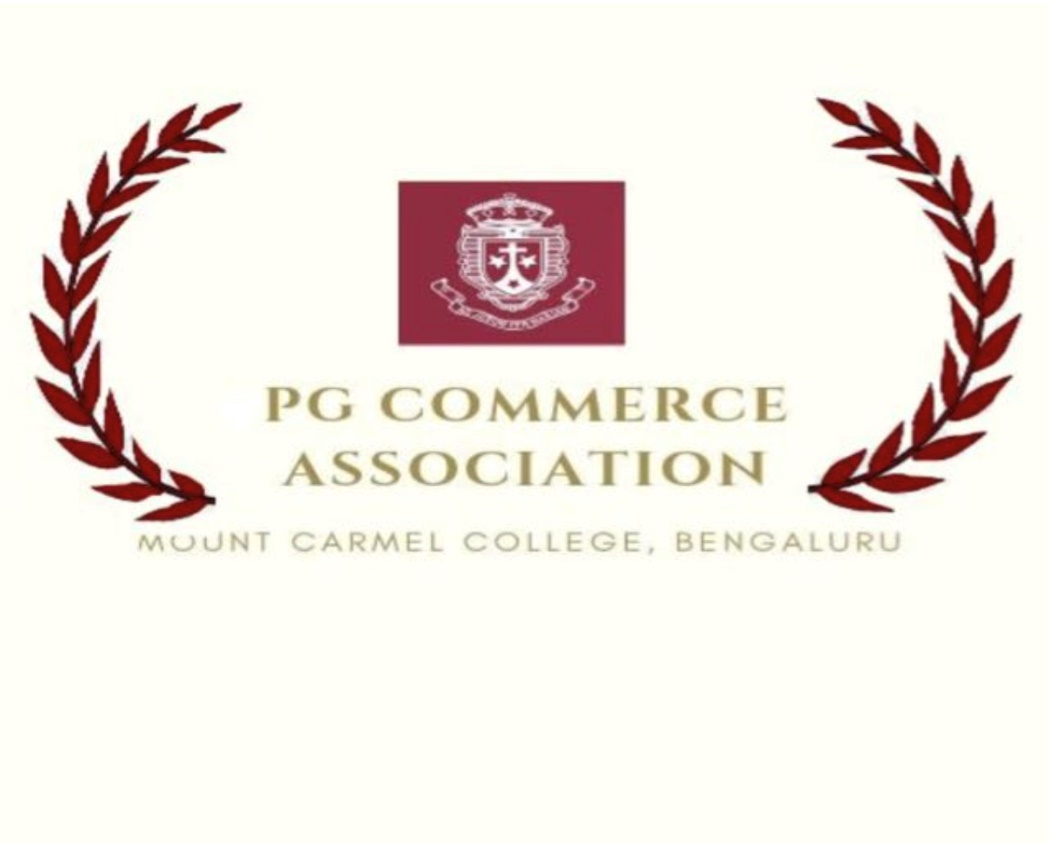 PG COMMERCE
ASSOCIATION
MOUNT CARMEL COLLEGE, BENGALURU